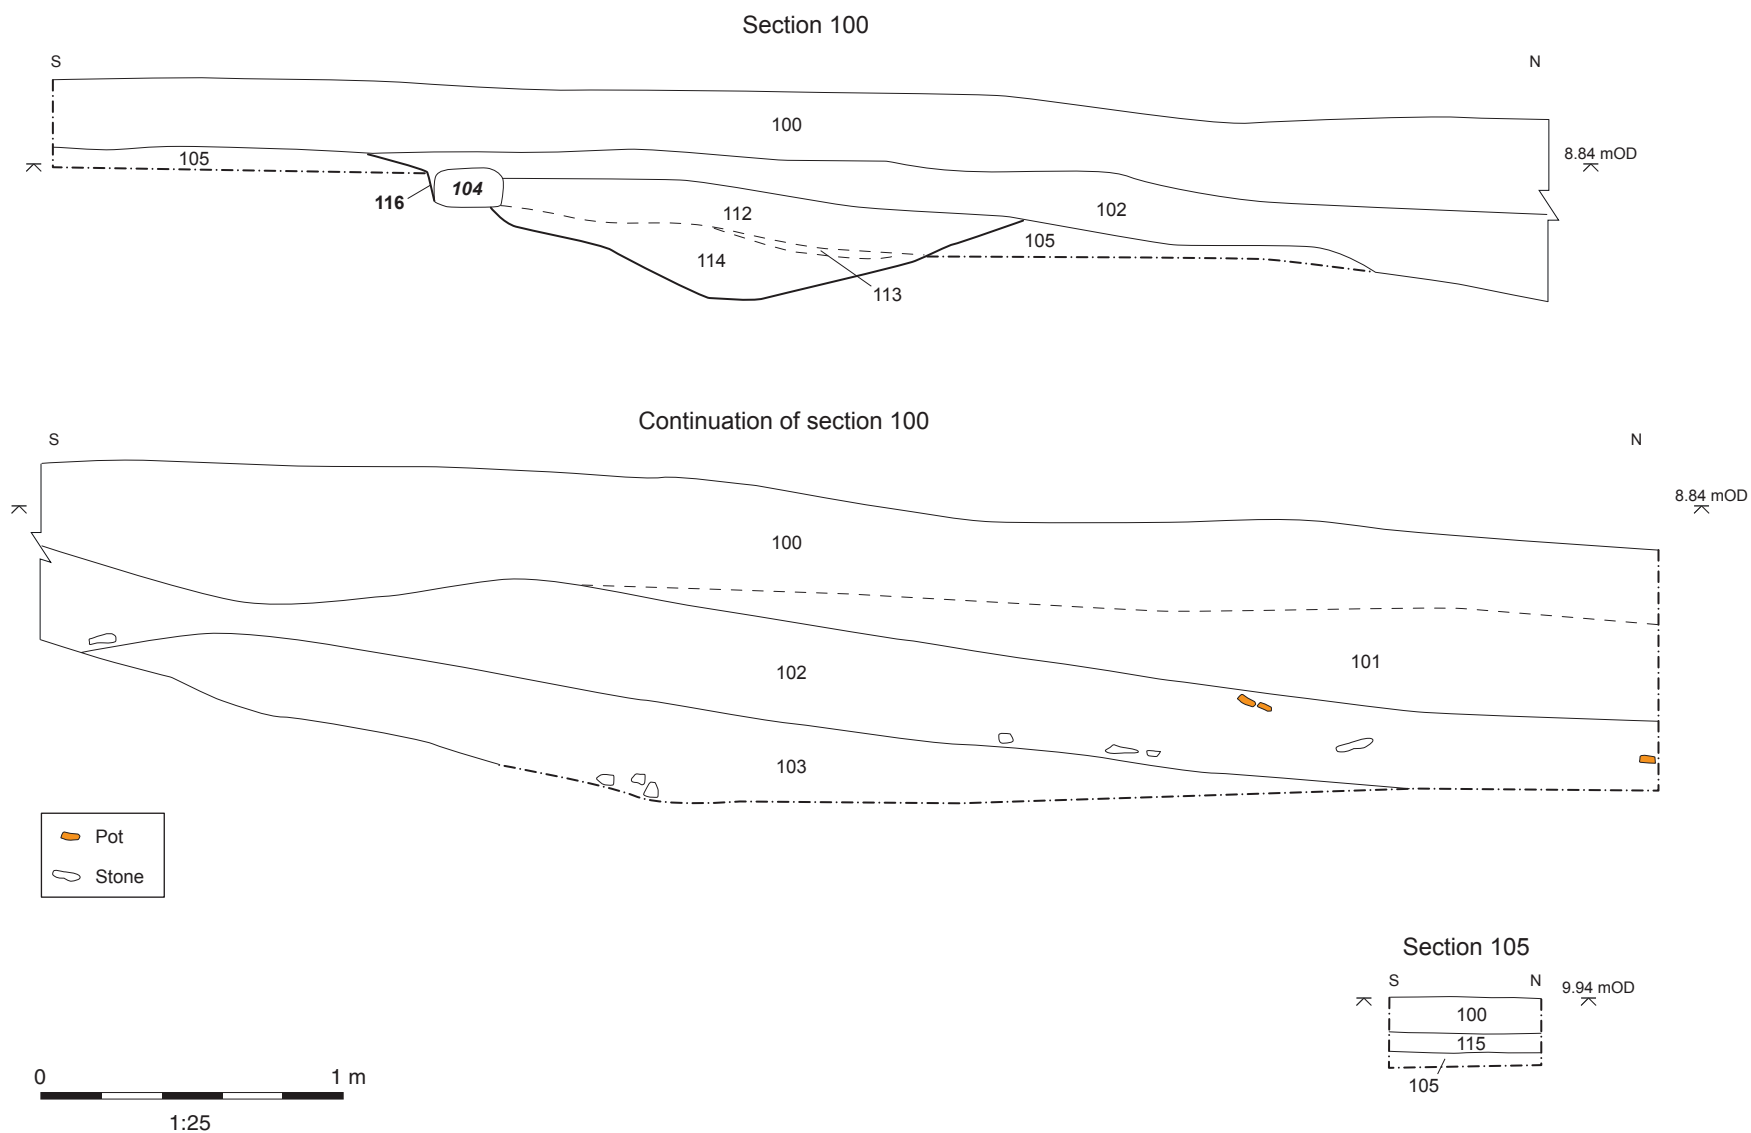 Section 100
S
N
100
8.84 mOD
105
104
116
112
102
105
114
113
Continuation of section 100
S
N
8.84 mOD
100
101
102
103
Pot
Stone
Section 105
S
N
9.94 mOD
100
115
105
0
1 m
1:25